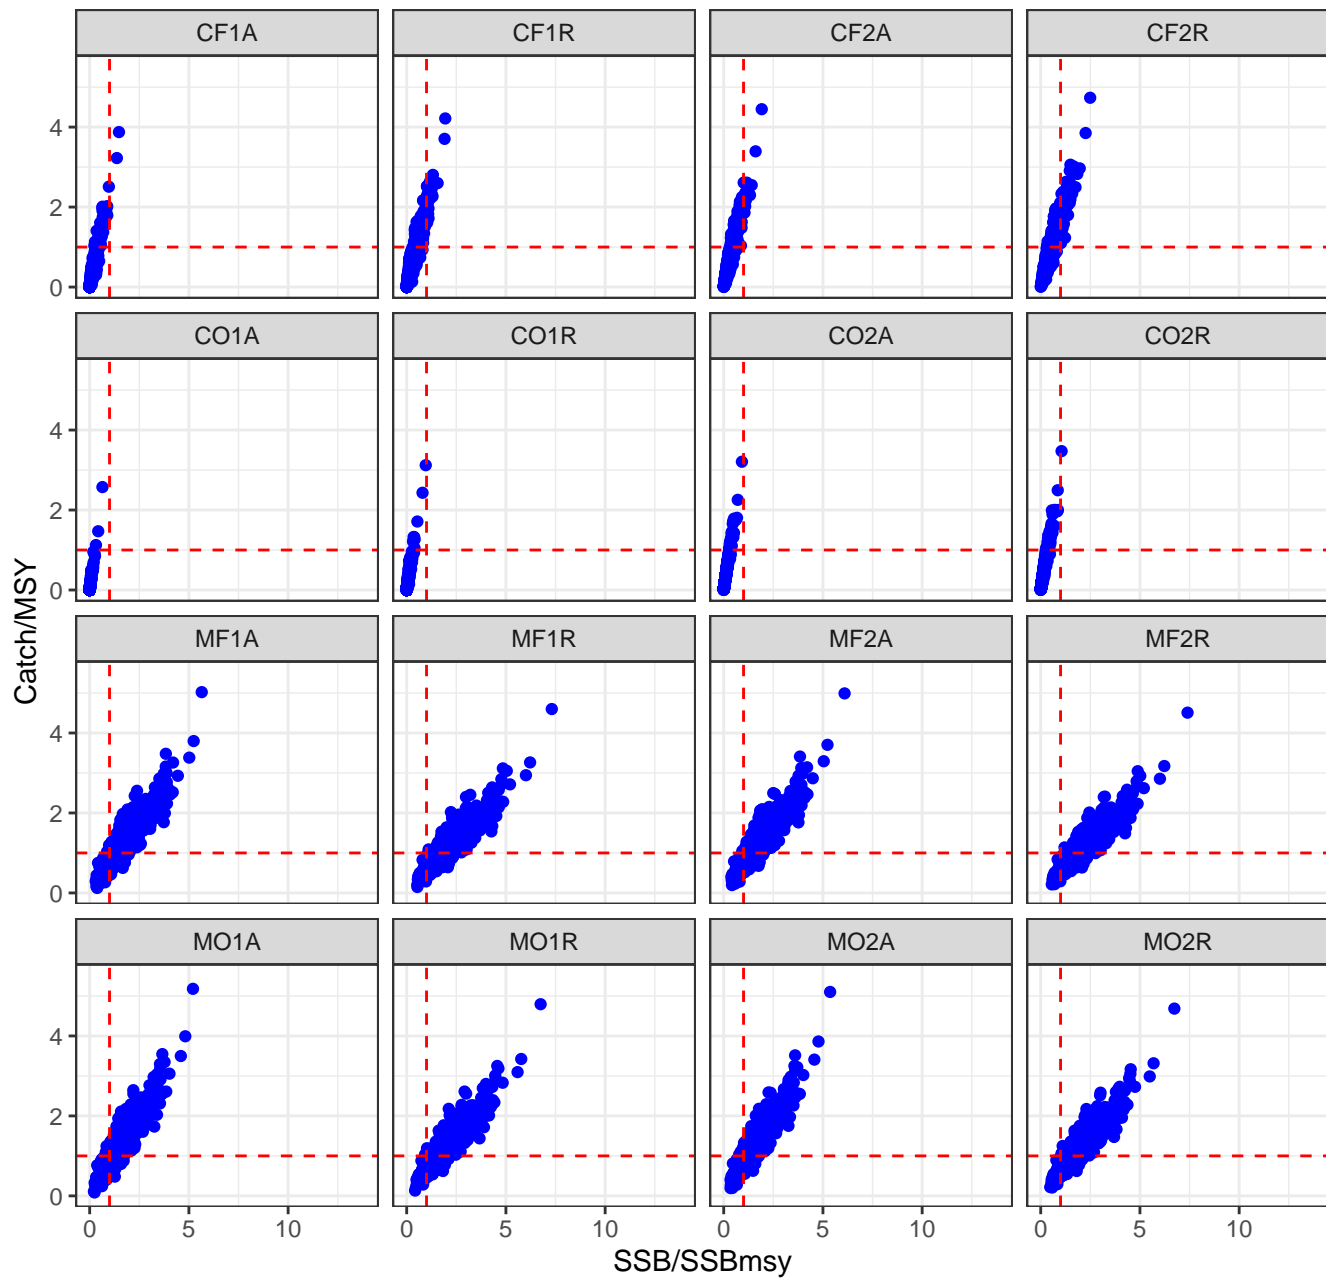 CF1A CF1R CF2A CF2R
4
2
0
CO1A CO1R CO2A CO2R
4
2
0
MF1A MF1R MF2A MF2R
4
2
0
MO1A MO1R MO2A MO2R
4
2
0
0 5 10 0 5 10 0 5 10 0 5 10
SSB/SSBmsy
Catch/MSY